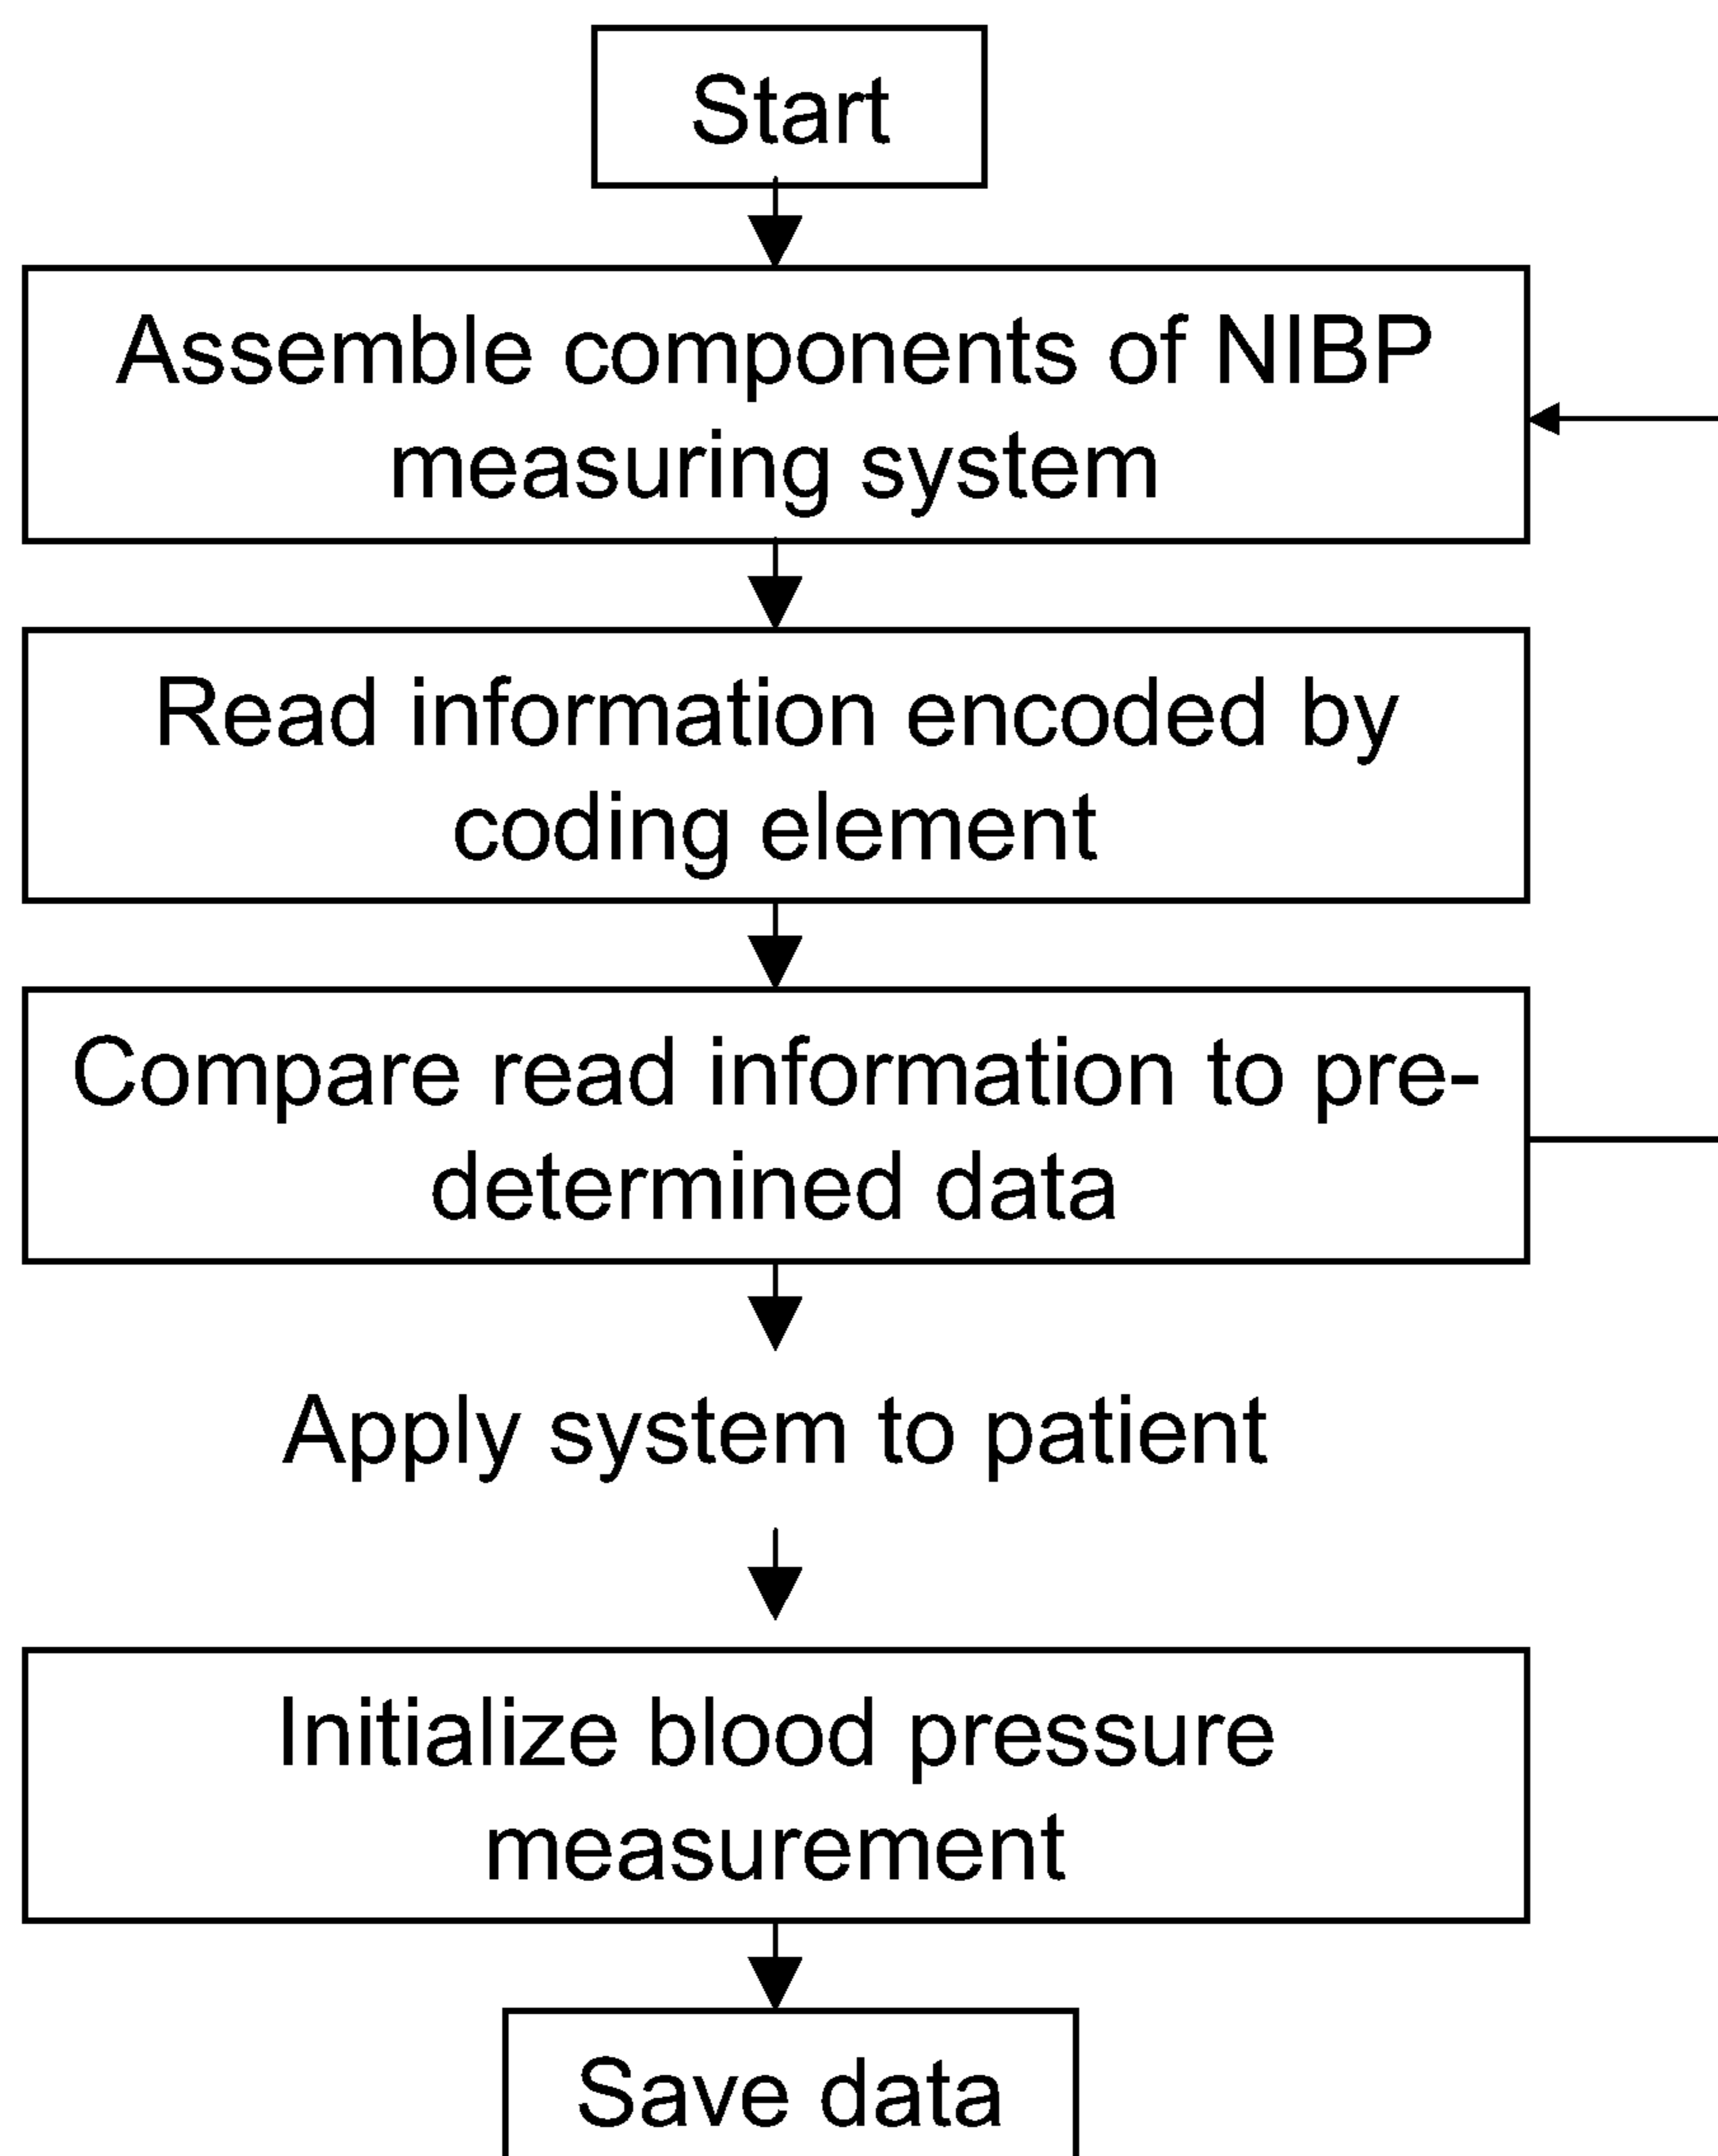 Start
Assemble components of NIBP
measuring system
Read information encoded by
coding element
Compare read information to pre-
determined data
Apply system to patient
Initialize blood pressure
measurement
Save data